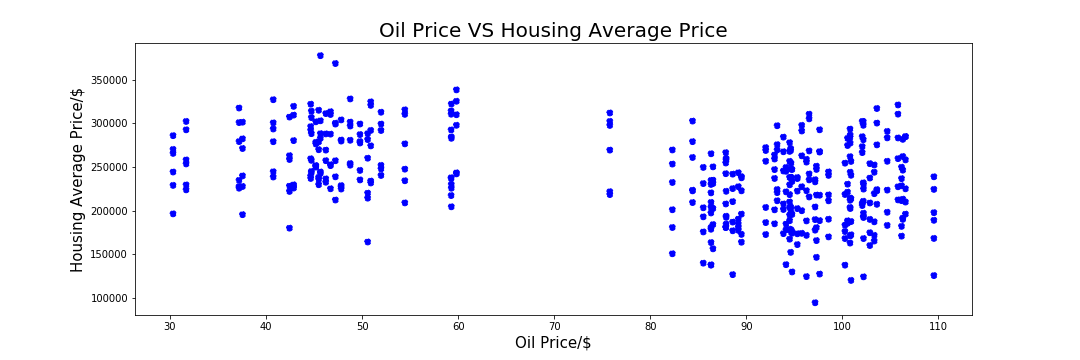 Oil Price VS Housing Average Price
Housing Average Price/$
350000
300000
250000
200000
150000
100000
30 40 50 60 70 80 90 100 110
Oil Price/$